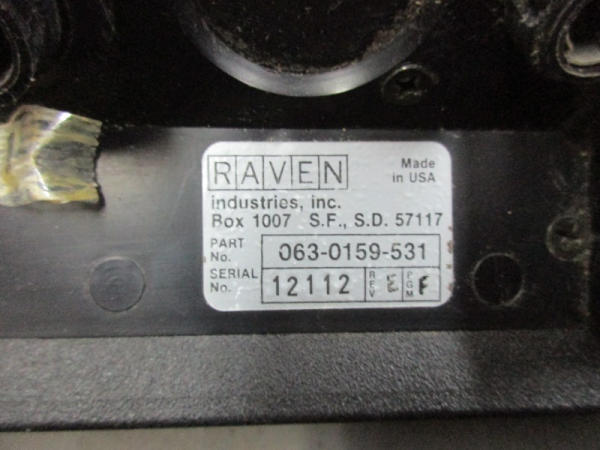 RAVEN
Made
in USA
industries, inc.
Box 1007 S.F., S.D. 57117
PART
No.
063-0159-531
SERIAL
No.
12112
REV
E
PGM
F